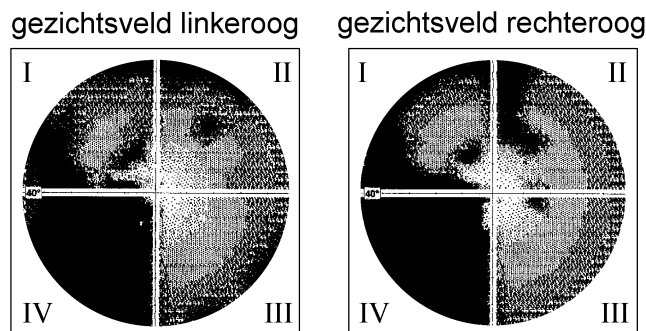 gezichtsveld linkeroog
gezichtsveld rechteroog
I
II
I
II
40°
40°
IV
III
IV
III